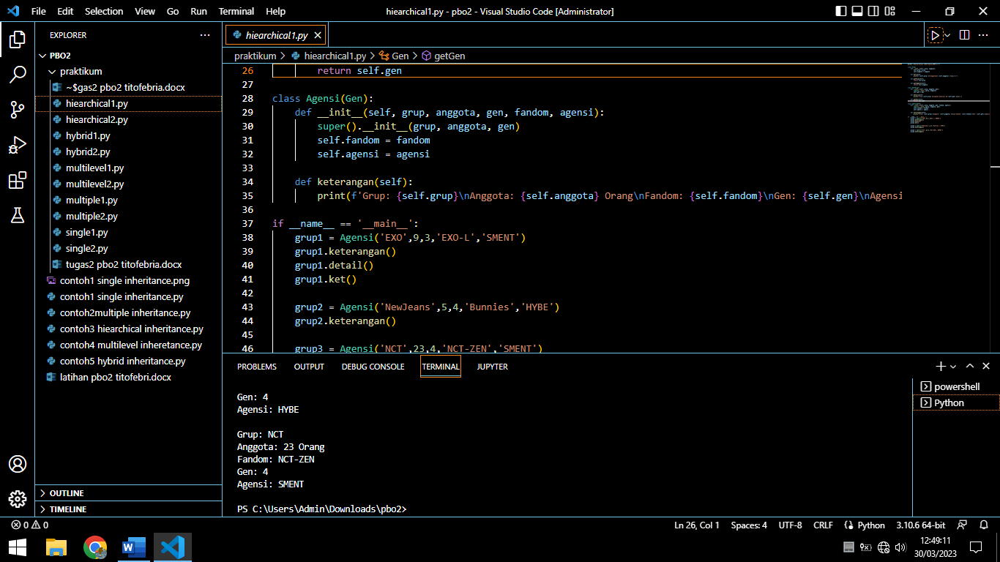 File Edit Selection View Go Run Terminal Help
hiearchical1.py - pbo2 - Visual Studio Code [Administrator]
EXPLORER
PBO2
praktikum
~$gas2 pbo2 titofebria.docx
hiearchical1.py
hiearchical2.py
hybrid1.py
hybrid2.py
multilevel1.py
multilevel2.py
multiple1.py
multiple2.py
single1.py
single2.py
tugas2 pbo2 titofebria.docx
contoh1 single inheritance.png
contoh1 single inheritance.py
contoh2multiple inheritance.py
contoh3 hiearchical inheritance.py
contoh4 multilevel inheretance.py
contoh5 hybrid inheritance.py
latihan pbo2 titofebri.docx
OUTLINE
TIMELINE
hiearchical1.py
praktikum > hiearchical1.py > Gen > getGen
26 return self.gen
27
28 class Agensi(Gen):
29 def __init__(self, grup, anggota, gen, fandom, agensi):
30 super().__init__(grup, anggota, gen)
31 self.fandom = fandom
32 self.agensi = agensi
33
34 def keterangan(self):
35 print(f'Grup: {self.grup}\nAnggota: {self.anggota} Orang\nFandom: {self.fandom}\nGen: {self.gen}\nAgensi
36
37 if __name__ == '__main__':
38 grup1 = Agensi('EXO',9,3,'EXO-L','SMENT')
39 grup1.keterangan()
40 grup1.detail()
41 grup1.ket()
42
43 grup2 = Agensi('NewJeans',5,4,'Bunnies','HYBE')
44 grup2.keterangan()
45
46 grup3 = Agensi('NCT',23,4,'NCT-ZEN','SMENT')
PROBLEMS OUTPUT DEBUG CONSOLE TERMINAL JUPYTER
Gen: 4
Agensi: HYBE
Grup: NCT
Anggota: 23 Orang
Fandom: NCT-ZEN
Gen: 4
Agensi: SMENT
PS C:\Users\Admin\Downloads\pbo2>
powershell
Python
0 0
Ln 26, Col 1 Spaces: 4 UTF-8 CRLF Python 3.10.6 64-bit
12:49:11
30/03/2023